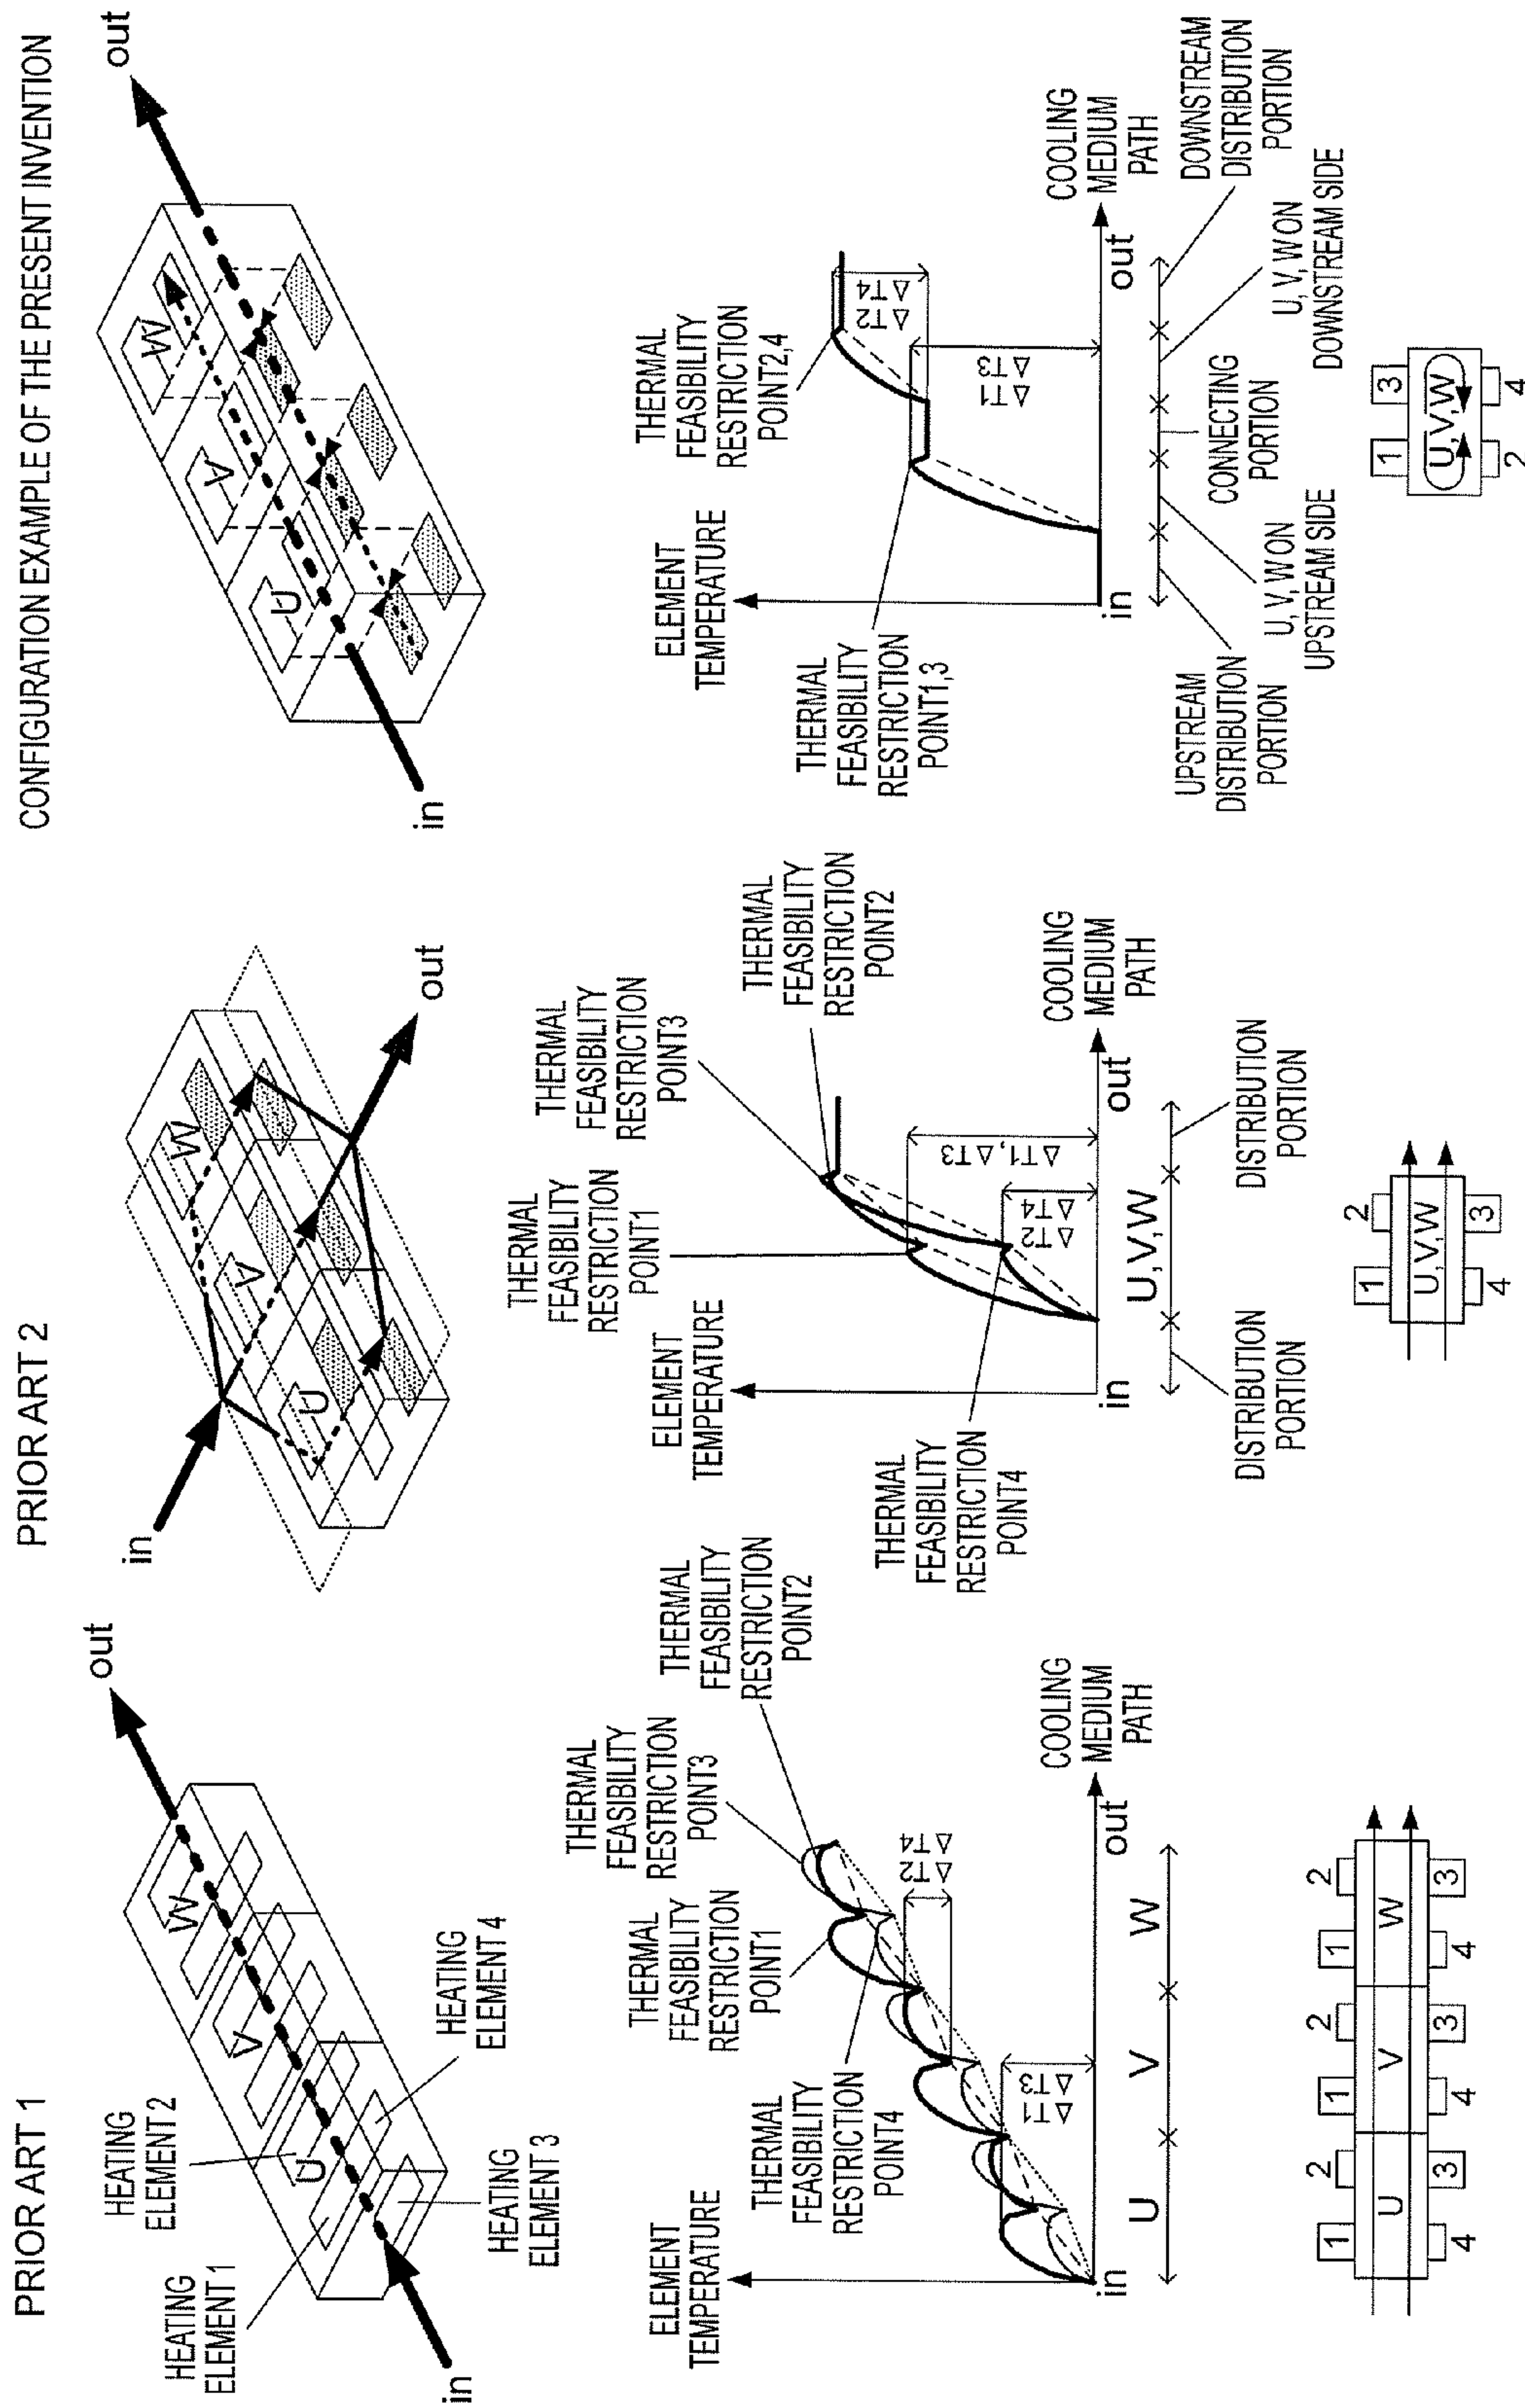 PRIOR ART 1
HEATING
ELEMENT 1
HEATING
ELEMENT 2
HEATING
ELEMENT 3
HEATING
ELEMENT 4
in
U
V
W
out
ELEMENT
TEMPERATURE
THERMAL
FEASIBILITY
RESTRICTION
POINT4
THERMAL
FEASIBILITY
RESTRICTION
POINT1
THERMAL
FEASIBILITY
RESTRICTION
POINT3
THERMAL
FEASIBILITY
RESTRICTION
POINT2
ΔT1
ΔT3
ΔT2
ΔT4
in
out
COOLING
MEDIUM
PATH
U
V
W
1 2 1 2 1 2
U V W
4 3 4 3 4 3
PRIOR ART 2
in
U
V
W
out
ELEMENT
TEMPERATURE
THERMAL
FEASIBILITY
RESTRICTION
POINT4
THERMAL
FEASIBILITY
RESTRICTION
POINT1
THERMAL
FEASIBILITY
RESTRICTION
POINT3
THERMAL
FEASIBILITY
RESTRICTION
POINT2
ΔT2
ΔT4
ΔT1,ΔT3
in
out
COOLING
MEDIUM
PATH
U,V,W
DISTRIBUTION
PORTION
DISTRIBUTION
PORTION
1 2
U,V,W
4 3
CONFIGURATION EXAMPLE OF THE PRESENT INVENTION
in
U
V
W
out
ELEMENT
TEMPERATURE
THERMAL
FEASIBILITY
RESTRICTION
POINT1,3
THERMAL
FEASIBILITY
RESTRICTION
POINT2,4
ΔT1
ΔT3
ΔT2
ΔT4
in
out
COOLING
MEDIUM
PATH
UPSTREAM
DISTRIBUTION
PORTION
U,V,W ON
UPSTREAM SIDE
CONNECTING
PORTION
U,V,W ON
DOWNSTREAM SIDE
DOWNSTREAM
DISTRIBUTION
PORTION
1 3
U,V,W
2 4